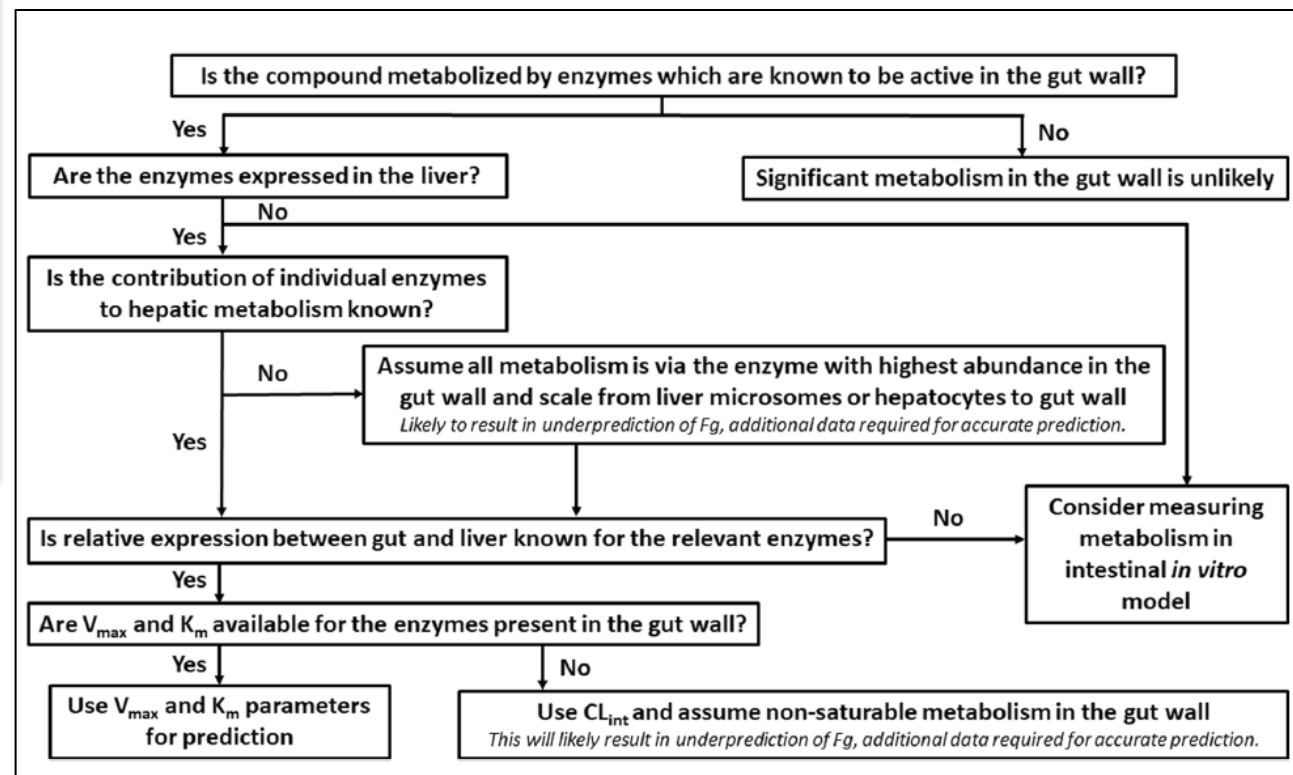 Is the compound metabolized by enzymes which are known to be active in the gut wall?
Yes
No
Are the enzymes expressed in the liver?
Significant metabolism in the gut wall is unlikely
No
Yes
Is the contribution of individual enzymes
to hepatic metabolism known?
No
Assume all metabolism is via the enzyme with highest abundance in the
gut wall and scale from liver microsomes or hepatocytes to gut wall
Likely to result in underprediction of Fg, additional data required for accurate prediction.
Yes
Is relative expression between gut and liver known for the relevant enzymes?
No
Consider measuring
metabolism in
intestinal in vitro
model
Yes
Are Vmax and Km available for the enzymes present in the gut wall?
Yes
No
Use Vmax and Km parameters
for prediction
Use CLint and assume non-saturable metabolism in the gut wall
This will likely result in underprediction of Fg, additional data required for accurate prediction.